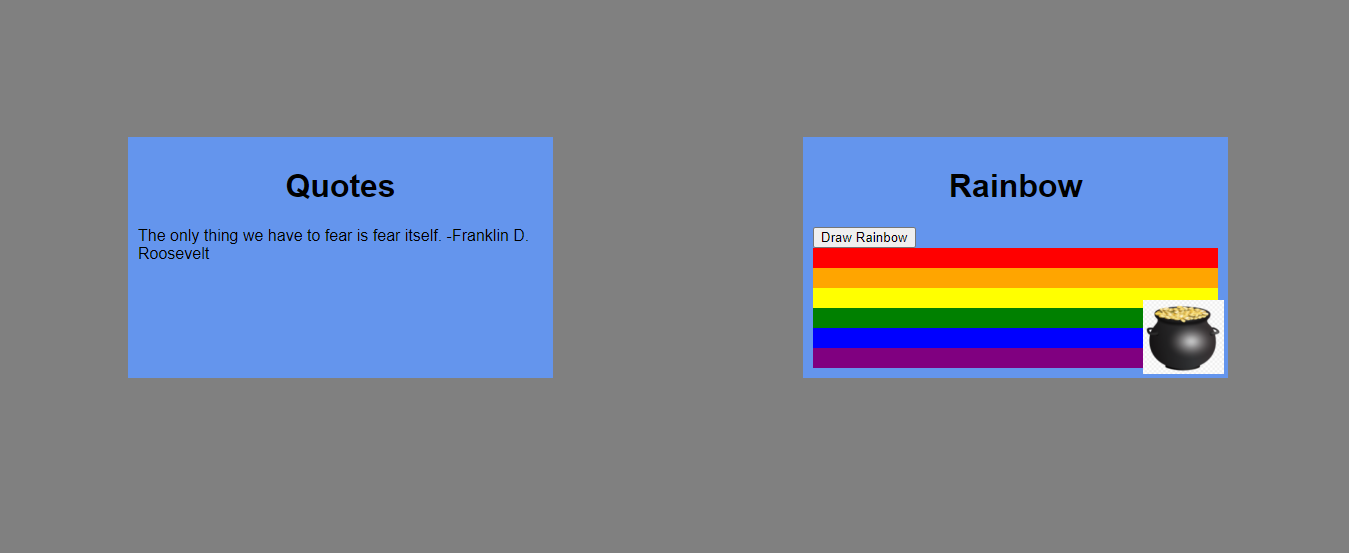 Quotes
The only thing we have to fear is fear itself. -Franklin D.
Roosevelt
Rainbow
Draw Rainbow